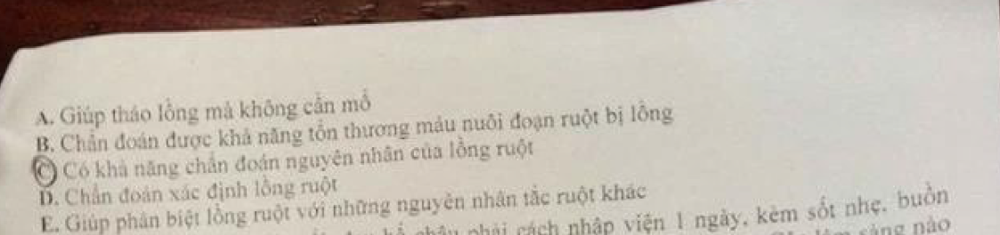 A. Giúp tháo lồng mà không cần mổ
B. Chẩn đoán được khả năng tổn thương máu nuôi đoạn ruột bị lồng
C Có khả năng chẩn đoán nguyên nhân của lồng ruột
D. Chẩn đoán xác định lồng ruột
E. Giúp phân biệt lồng ruột với những nguyên nhân tắc ruột khác
phải cách nhập viện 1 ngày, kèm sốt nhẹ, buồn
sàng nào